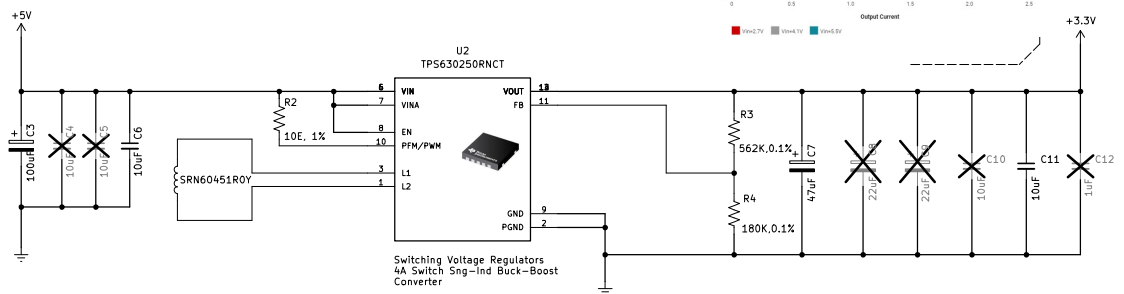 0 0.5 1.0 1.5 2.0 2.5
Output Current
Vin=2.7V Vin=4.1V Vin=5.5V
+5V
+3.3V
U2
TPS630250RNCT
VIN
7 VINA
8 EN
10 PFM/PWM
3 L1
1 L2
VOUT
FB 11
GND 9
PGND 2
R2
10E, 1%
SRN60451R0Y
C3
100uF
C4
10uF
C5
10uF
C6
10uF
R3
562K,0.1%
R4
180K,0.1%
C7
47uF
22uF
22uF
C10
10uF
C11
10uF
C12
1uF
Switching Voltage Regulators
4A Switch Sng-Ind Buck-Boost
Converter